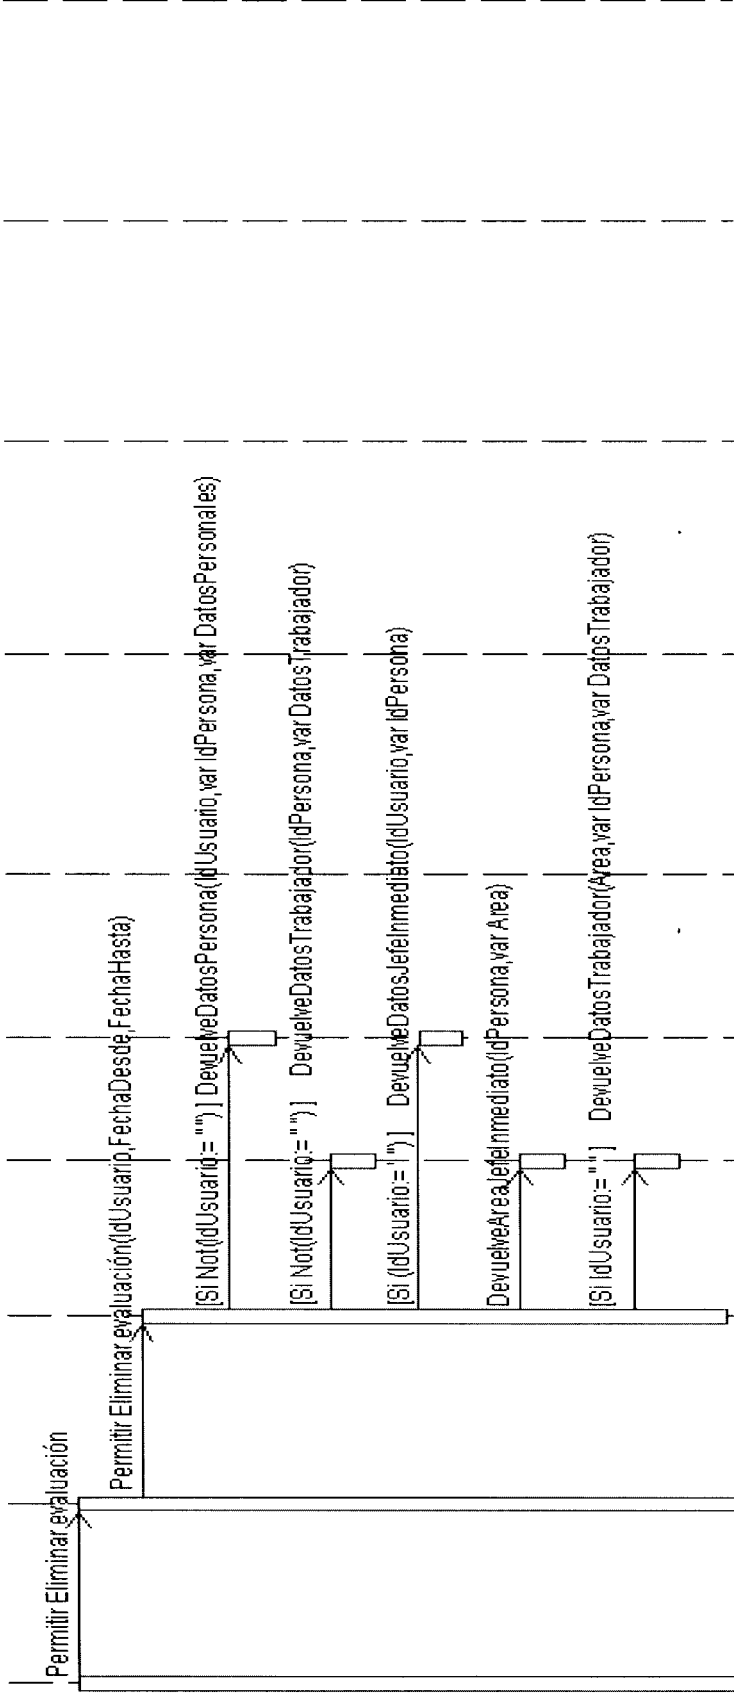 Permitir Eliminar evaluación
Permitir Eliminar evaluación(IdUsuario,FechaDesde,FechaHasta)
[Si Not(IdUsuario:= "") ] DevuelveDatosPersona(IdUsuario,var IdPersona,var DatosPersonales)
[Si Not(IdUsuario:= "") ] DevuelveDatosTrabajador(IdPersona,var DatosTrabajador)
[Si (IdUsuario:= "") ] DevuelveDatosJefeInmediato(IdUsuario,var IdPersona)
DevuelveAreaJefeInmediato(IdPersona,var Area)
[Si IdUsuario:= "" ] DevuelveDatosTrabajador(Area,var IdPersona,var DatosTrabajador)